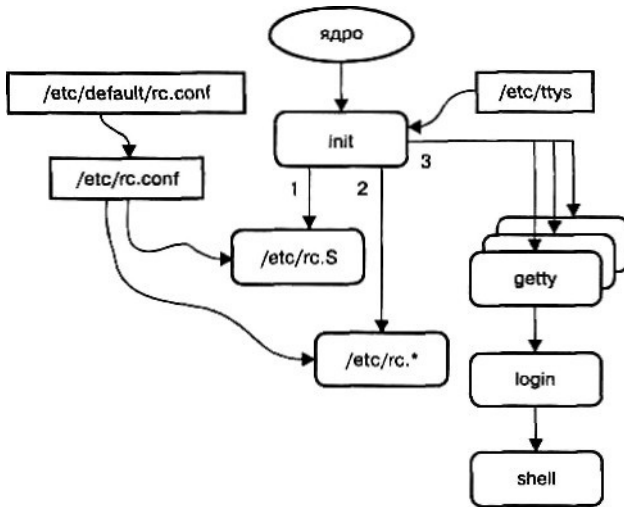 ядро
/etc/default/rc.conf
/etc/ttys
init
/etc/rc.conf
1
2
3
/etc/rc.S
getty
/etc/rc.*
login
shell